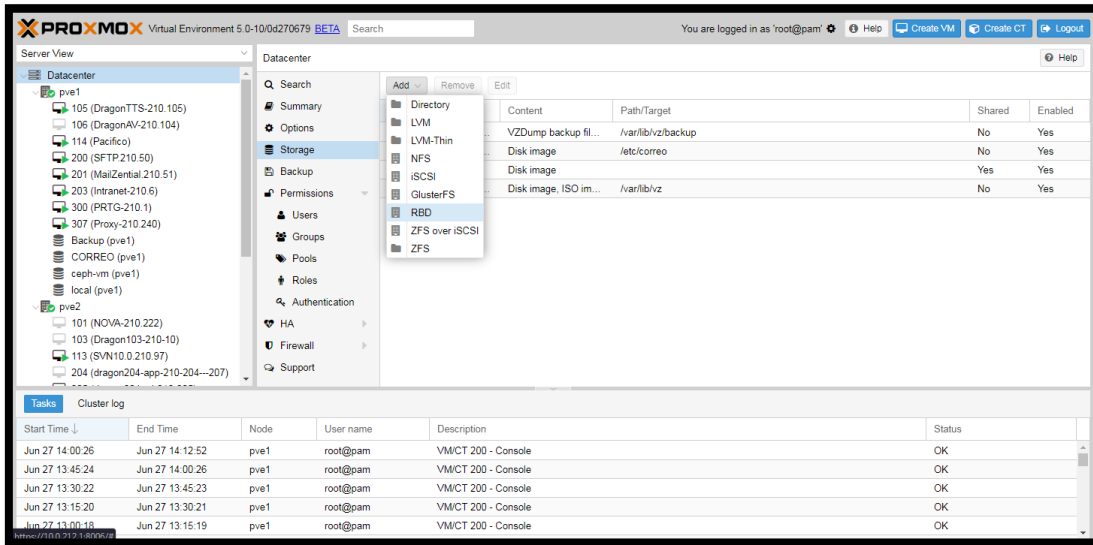 PROXMOX Virtual Environment 5.0-10/0d270679 BETA Search You are logged in as 'root@pam' Help Create VM Create CT Logout
Server View
Datacenter
pve1
105 (DragonTTS-210.105)
106 (DragonAV-210.104)
114 (Pacifico)
200 (SFTP210.50)
201 (MailZential.210.51)
203 (Intranet-210.6)
300 (PRTG-210.1)
307 (Proxy-210.240)
Backup (pve1)
CORREO (pve1)
ceph-vm (pve1)
local (pve1)
pve2
101 (NOVA-210.222)
103 (Dragon103-210-10)
113 (SVN10.0.210.97)
204 (dragon204-app-210-204---207)
Datacenter Help
Search
Summary
Options
Storage
Backup
Permissions
Users
Groups
Pools
Roles
Authentication
HA
Firewall
Support
Add Remove Edit
Directory
LVM
LVM-Thin
NFS
iSCSI
GlusterFS
RBD
ZFS over iSCSI
ZFS
Content Path/Target Shared Enabled
VZDump backup fil... /var/lib/vz/backup No Yes
Disk image /etc/correo No Yes
Disk image Yes Yes
Disk image, ISO im... /var/lib/vz No Yes
Tasks Cluster log
Start Time ↓ End Time Node User name Description Status
Jun 27 14:00:26 Jun 27 14:12:52 pve1 root@pam VM/CT 200 - Console OK
Jun 27 13:45:24 Jun 27 14:00:26 pve1 root@pam VM/CT 200 - Console OK
Jun 27 13:30:22 Jun 27 13:45:23 pve1 root@pam VM/CT 200 - Console OK
Jun 27 13:15:20 Jun 27 13:30:21 pve1 root@pam VM/CT 200 - Console OK
Jun 27 13:00:18 Jun 27 13:15:19 pve1 root@pam VM/CT 200 - Console OK
https://10.0.212.1:8006/#